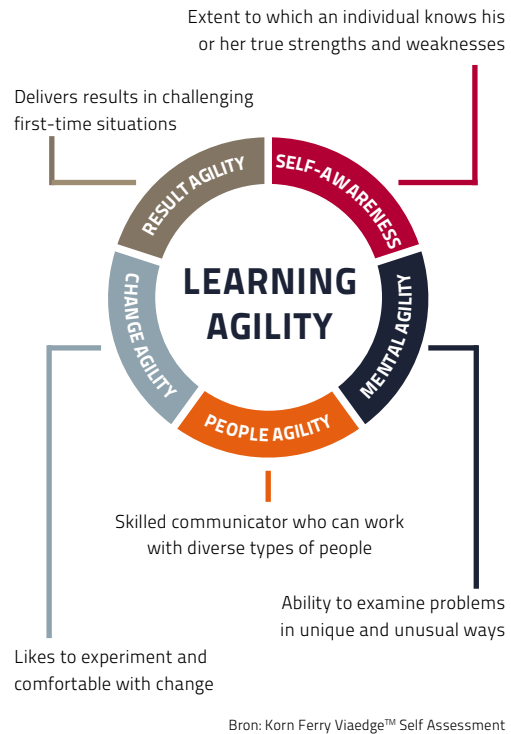 Extent to which an individual knows his
or her true strengths and weaknesses
Delivers results in challenging
first-time situations
RESULT AGILITY
SELF-AWARENESS
LEARNING
AGILITY
CHANGE AGILITY
MENTAL AGILITY
PEOPLE AGILITY
Skilled communicator who can work
with diverse types of people
Ability to examine problems
in unique and unusual ways
Likes to experiment and
comfortable with change
Bron: Korn Ferry Viaedge™ Self Assessment